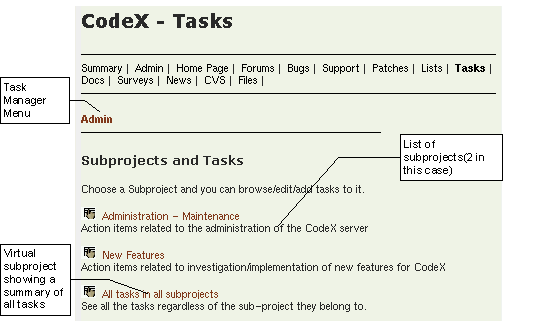 CodeX - Tasks
Summary | Admin | Home Page | Forums | Bugs | Support | Patches | Lists | Tasks |
Docs | Surveys | News | CVS | Files |
Task
Manager
Menu
Admin
List of
subprojects(2 in
this case)
Subprojects and Tasks
Choose a Subproject and you can browse/edit/add tasks to it.
Administration - Maintenance
Action items related to the administration of the CodeX server
New Features
Action items related to investigation/implementation of new features for CodeX
Virtual
subproject
showing a
summary of
all tasks
All tasks in all subprojects
See all the tasks regardless of the sub-project they belong to.